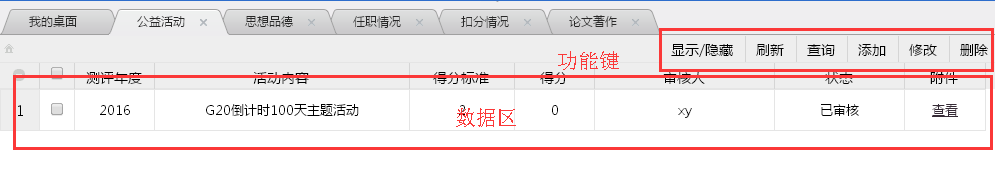 我的桌面 公益活动 思想品德 任职情况 扣分情况 论文著作
显示/隐藏 刷新 查询 添加 修改 删除
功能键
测评年度 活动内容 得分标准 得分 审核人 状态 附件
1 2016 G20倒计时100天主题活动 2 0 xy 已审核 查看
数据区